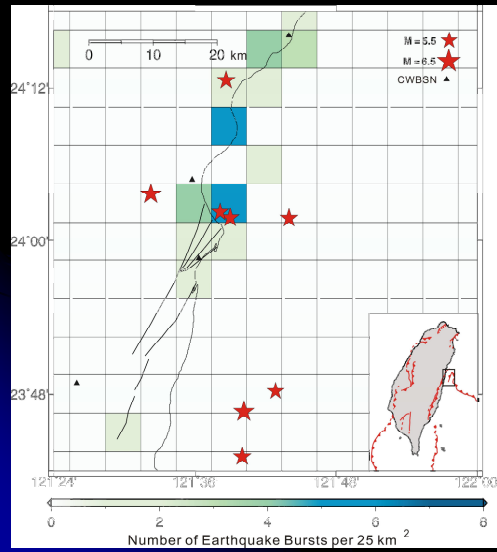 M=5.5
M=6.5
CWBSN
0 10 20 km
24°12'
24°00'
23°48'
121°24' 121°36' 121°48' 122°00'
0 2 4 6 8
Number of Earthquake Bursts per 25 km 2